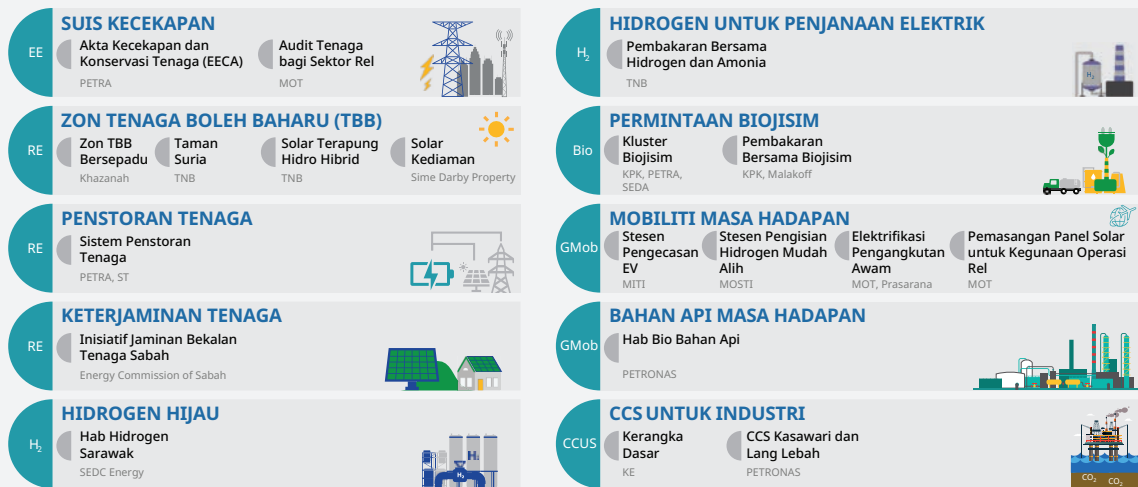 EE
SUIS KECEKAPAN
Akta Kecekapan dan
Konservasi Tenaga (EECA)
PETRA
Audit Tenaga
bagi Sektor Rel
MOT
RE
ZON TENAGA BOLEH BAHARU (TBB)
Zon TBB
Bersepadu
Khazanah
Taman
Suria
TNB
Solar Terapung
Hidro Hibrid
TNB
Solar
Kediaman
Sime Darby Property
RE
PENSTORAN TENAGA
Sistem Penstoran
Tenaga
PETRA, ST
RE
KETERJAMINAN TENAGA
Inisiatif Jaminan Bekalan
Tenaga Sabah
Energy Commission of Sabah
H₂
HIDROGEN HIJAU
Hab Hidrogen
Sarawak
SEDC Energy
H₂
H₂
H₂
HIDROGEN UNTUK PENJANAAN ELEKTRIK
Pembakaran Bersama
Hidrogen dan Amonia
TNB
H₂
Bio
PERMINTAAN BIOJISIM
Kluster
Biojisim
KPK, PETRA,
SEDA
Pembakaran
Bersama Biojisim
KPK, Malakoff
GMob
MOBILITI MASA HADAPAN
Stesen
Pengecasan
EV
MITI
Stesen Pengisian
Hidrogen Mudah
Alih
MOSTI
Elektrifikasi
Pengangkutan
Awam
MOT, Prasarana
Pemasangan Panel Solar
untuk Kegunaan Operasi
Rel
MOT
GMob
BAHAN API MASA HADAPAN
Hab Bio Bahan Api
PETRONAS
CCUS
CCS UNTUK INDUSTRI
Kerangka
Dasar
KE
CCS Kasawari dan
Lang Lebah
PETRONAS
CO₂
CO₂